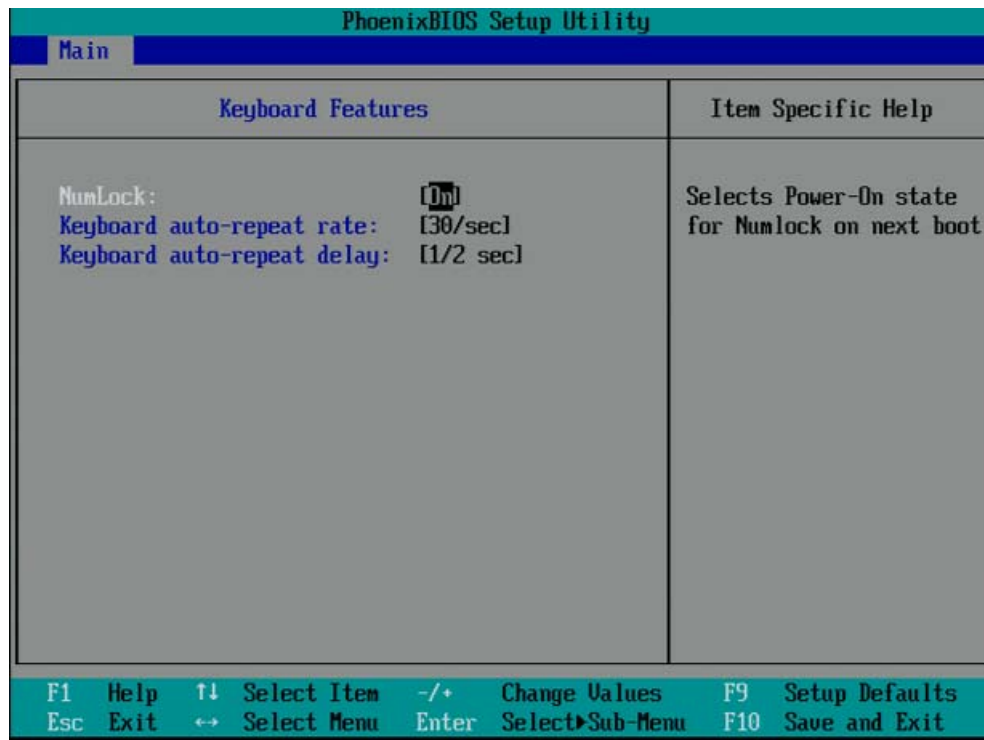 PhoenixBIOS Setup Utility
Main
Keyboard Features
Item Specific Help
NumLock: [On]
Keyboard auto-repeat rate: [30/sec]
Keyboard auto-repeat delay: [1/2 sec]
Selects Power-On state
for Numlock on next boot
F1 Help ↑↓ Select Item -/+ Change Values F9 Setup Defaults
Esc Exit ↔ Select Menu Enter Select▶Sub-Menu F10 Save and Exit